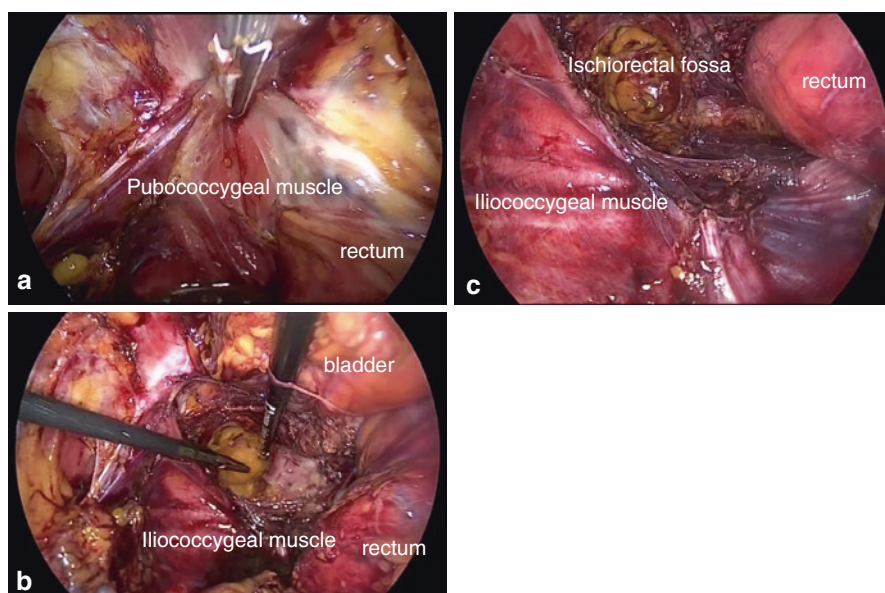 Pubococcygeal muscle
rectum
a
Ischiorectal fossa
rectum
Iliococcygeal muscle
c
bladder
Iliococcygeal muscle
rectum
b